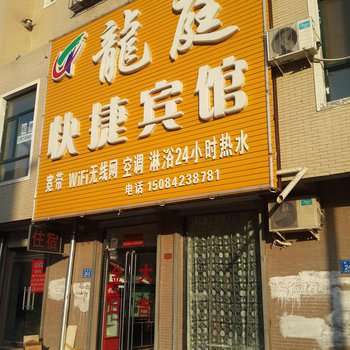 龍庭
快捷宾馆
宽带 WiFi无线网 空调 淋浴24小时热水
电话 15084238781
住宿